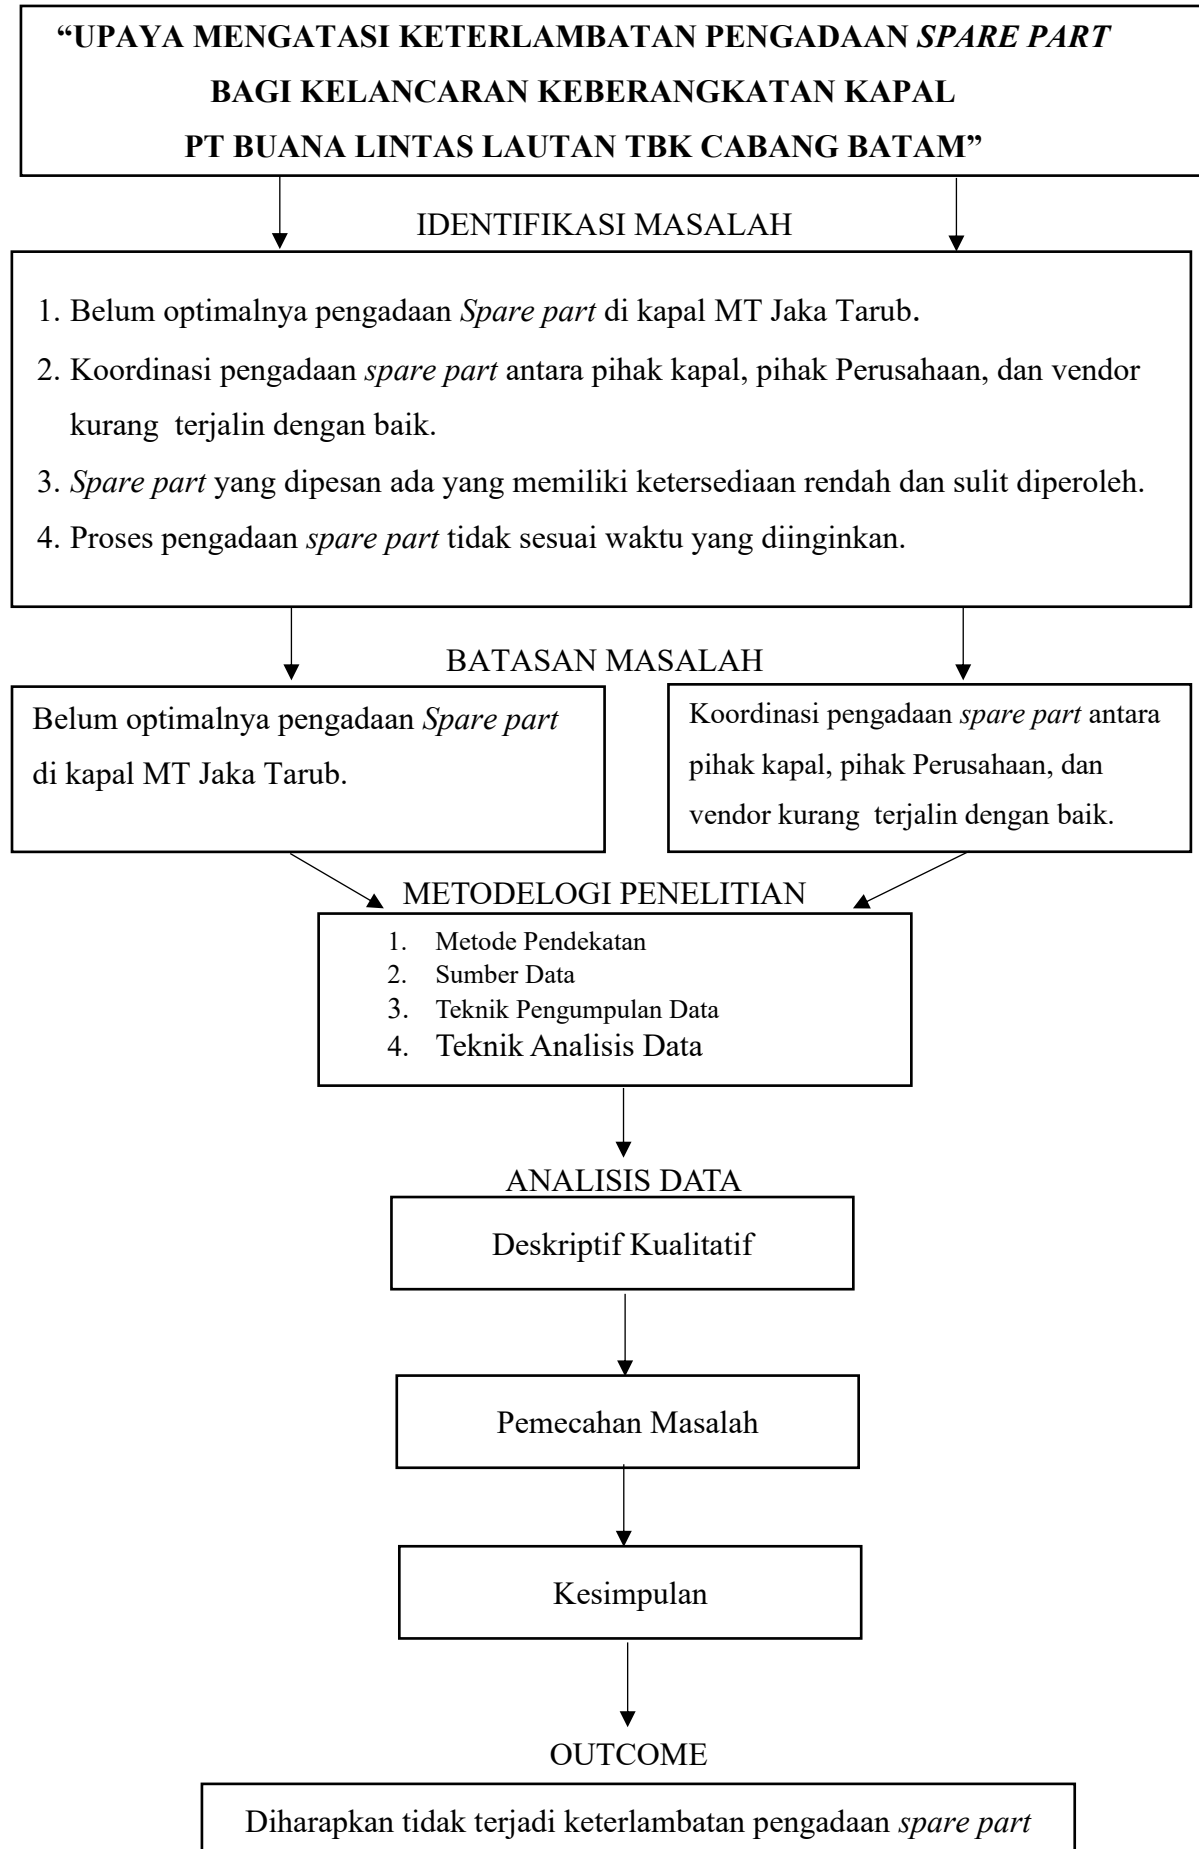 “UPAYA MENGATASI KETERLAMBATAN PENGADAAN SPARE PART
BAGI KELANCARAN KEBERANGKATAN KAPAL
PT BUANA LINTAS LAUTAN TBK CABANG BATAM”
IDENTIFIKASI MASALAH
1. Belum optimalnya pengadaan Spare part di kapal MT Jaka Tarub.
2. Koordinasi pengadaan spare part antara pihak kapal, pihak Perusahaan, dan vendor
kurang terjalin dengan baik.
3. Spare part yang dipesan ada yang memiliki ketersediaan rendah dan sulit diperoleh.
4. Proses pengadaan spare part tidak sesuai waktu yang diinginkan.
BATASAN MASALAH
Belum optimalnya pengadaan Spare part
di kapal MT Jaka Tarub.
Koordinasi pengadaan spare part antara
pihak kapal, pihak Perusahaan, dan
vendor kurang terjalin dengan baik.
METODELOGI PENELITIAN
1. Metode Pendekatan
2. Sumber Data
3. Teknik Pengumpulan Data
4. Teknik Analisis Data
ANALISIS DATA
Deskriptif Kualitatif
Pemecahan Masalah
Kesimpulan
OUTCOME
Diharapkan tidak terjadi keterlambatan pengadaan spare part